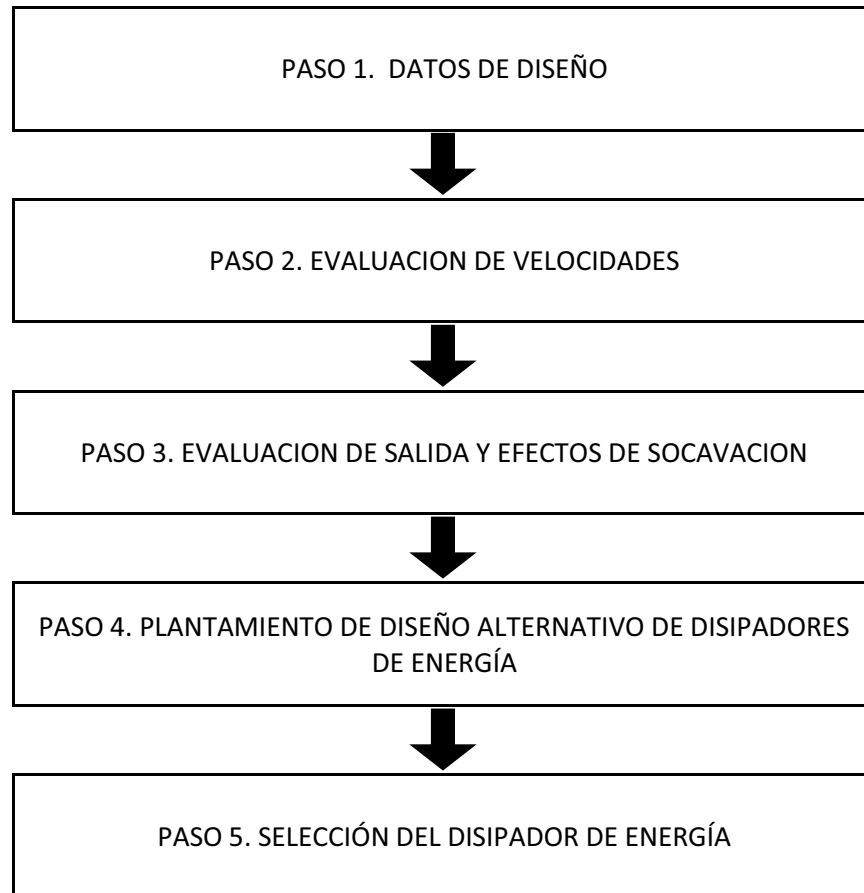 PASO 1.  DATOS DE DISEÑO
PASO 2. EVALUACION DE VELOCIDADES
PASO 3. EVALUACION DE SALIDA Y EFECTOS DE SOCAVACION
PASO 4. PLANTAMIENTO DE DISEÑO ALTERNATIVO DE DISIPADORES
DE ENERGÍA
PASO 5. SELECCIÓN DEL DISIPADOR DE ENERGÍA